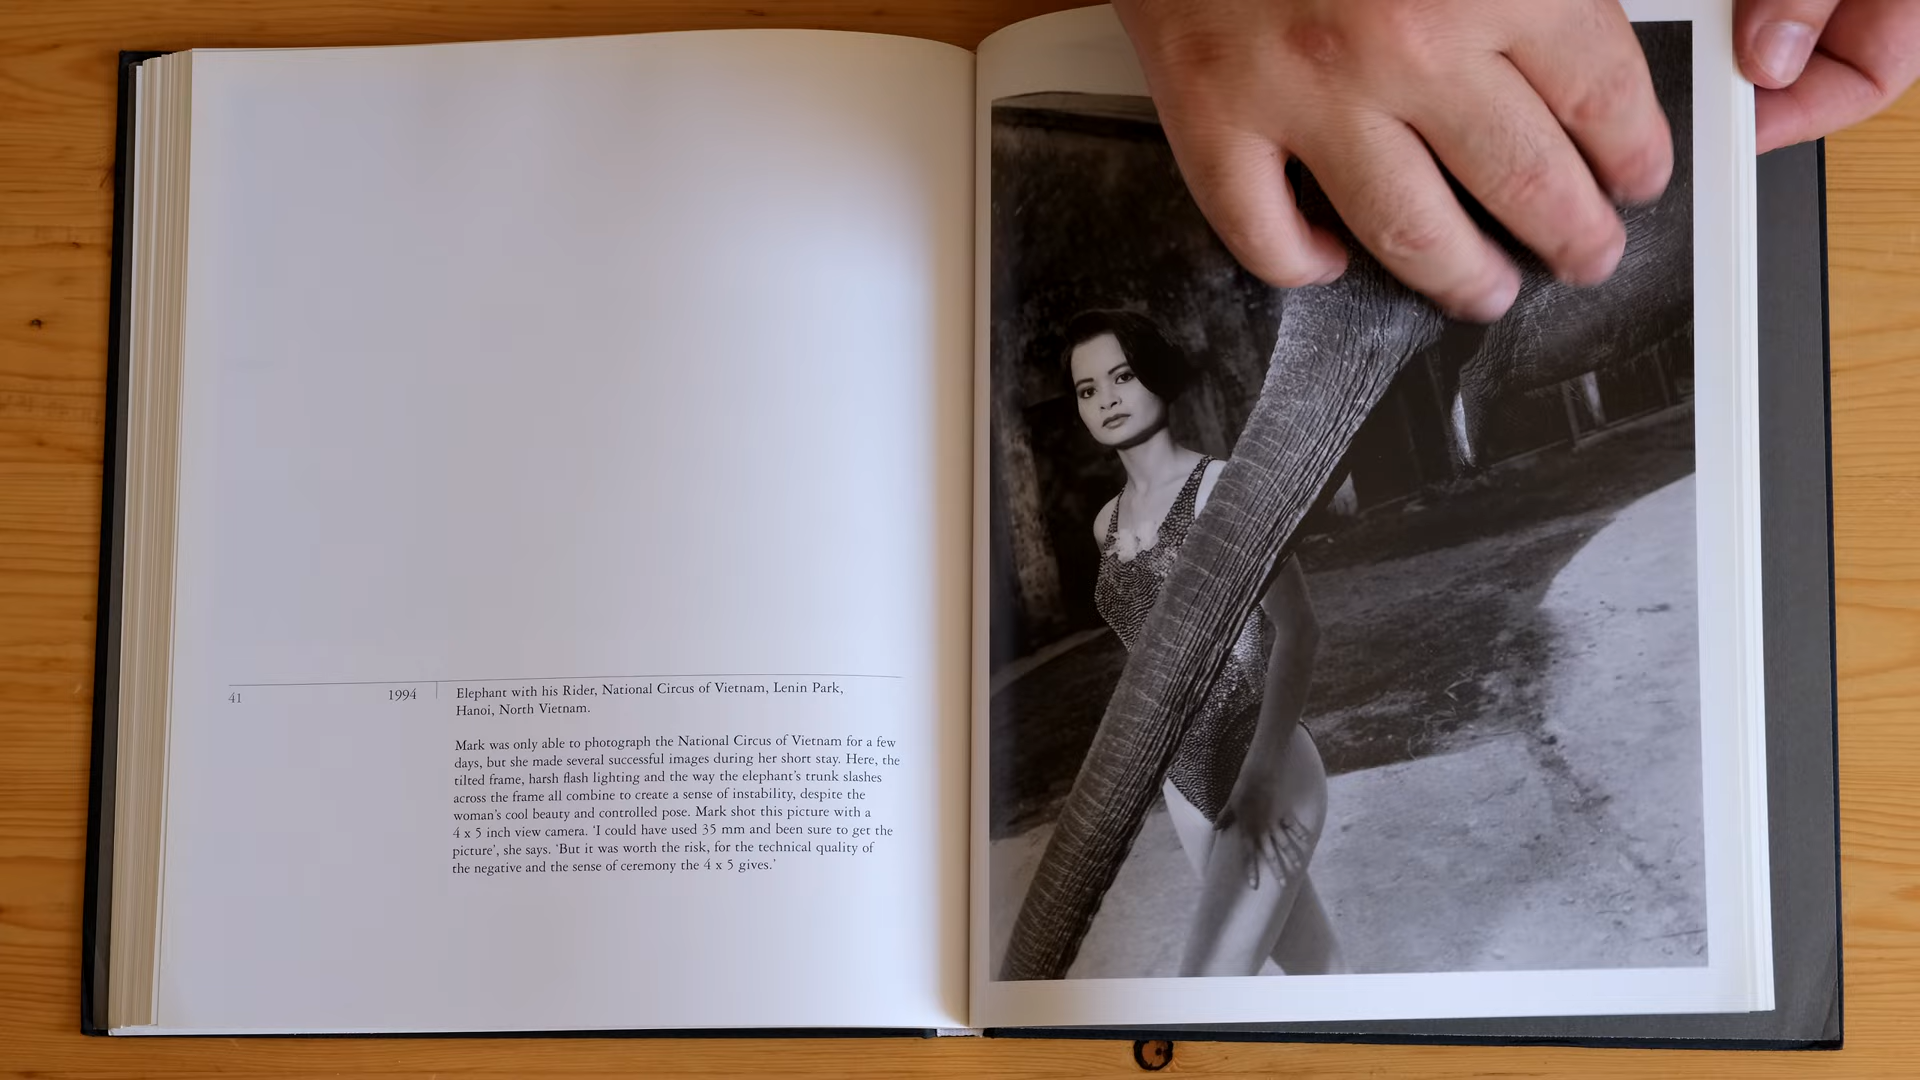 41 1994 Elephant with his Rider, National Circus of Vietnam, Lenin Park,
Hanoi, North Vietnam.
Mark was only able to photograph the National Circus of Vietnam for a few
days, but she made several successful images during her short stay. Here, the
tilted frame, harsh flash lighting and the way the elephant's trunk slashes
across the frame all combine to create a sense of instability, despite the
woman's cool beauty and controlled pose. Mark shot this picture with a
4 x 5 inch view camera. 'I could have used 35 mm and been sure to get the
picture', she says. 'But it was worth the risk, for the technical quality of
the negative and the sense of ceremony the 4 x 5 gives.'